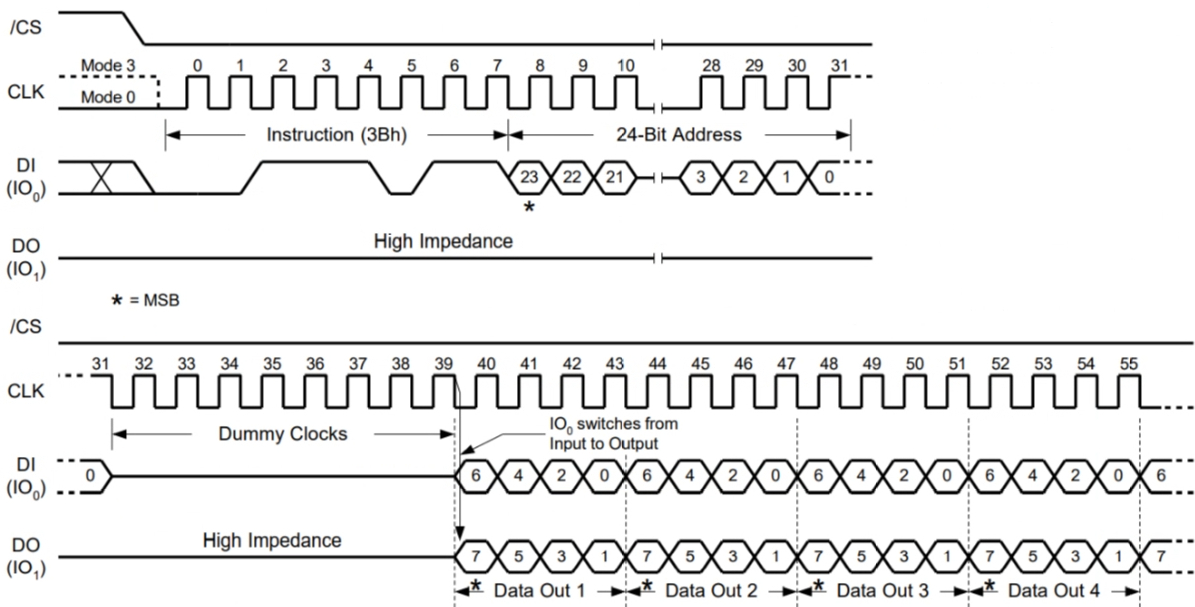 /CS
Mode 3 0 1 2 3 4 5 6 7 8 9 10 28 29 30 31
CLK
Mode 0
Instruction (3Bh) 24-Bit Address
DI
(IO0) 23 22 21 3 2 1 0
*
DO High Impedance
(IO1)
* = MSB
/CS
31 32 33 34 35 36 37 38 39 40 41 42 43 44 45 46 47 48 49 50 51 52 53 54 55
CLK
Dummy Clocks
IO0 switches from
Input to Output
DI
(IO0) 0 6 4 2 0 6 4 2 0 6 4 2 0 6 4 2 0 6
DO High Impedance
(IO1) 7 5 3 1 7 5 3 1 7 5 3 1 7 5 3 1 7
* Data Out 1 * Data Out 2 * Data Out 3 * Data Out 4